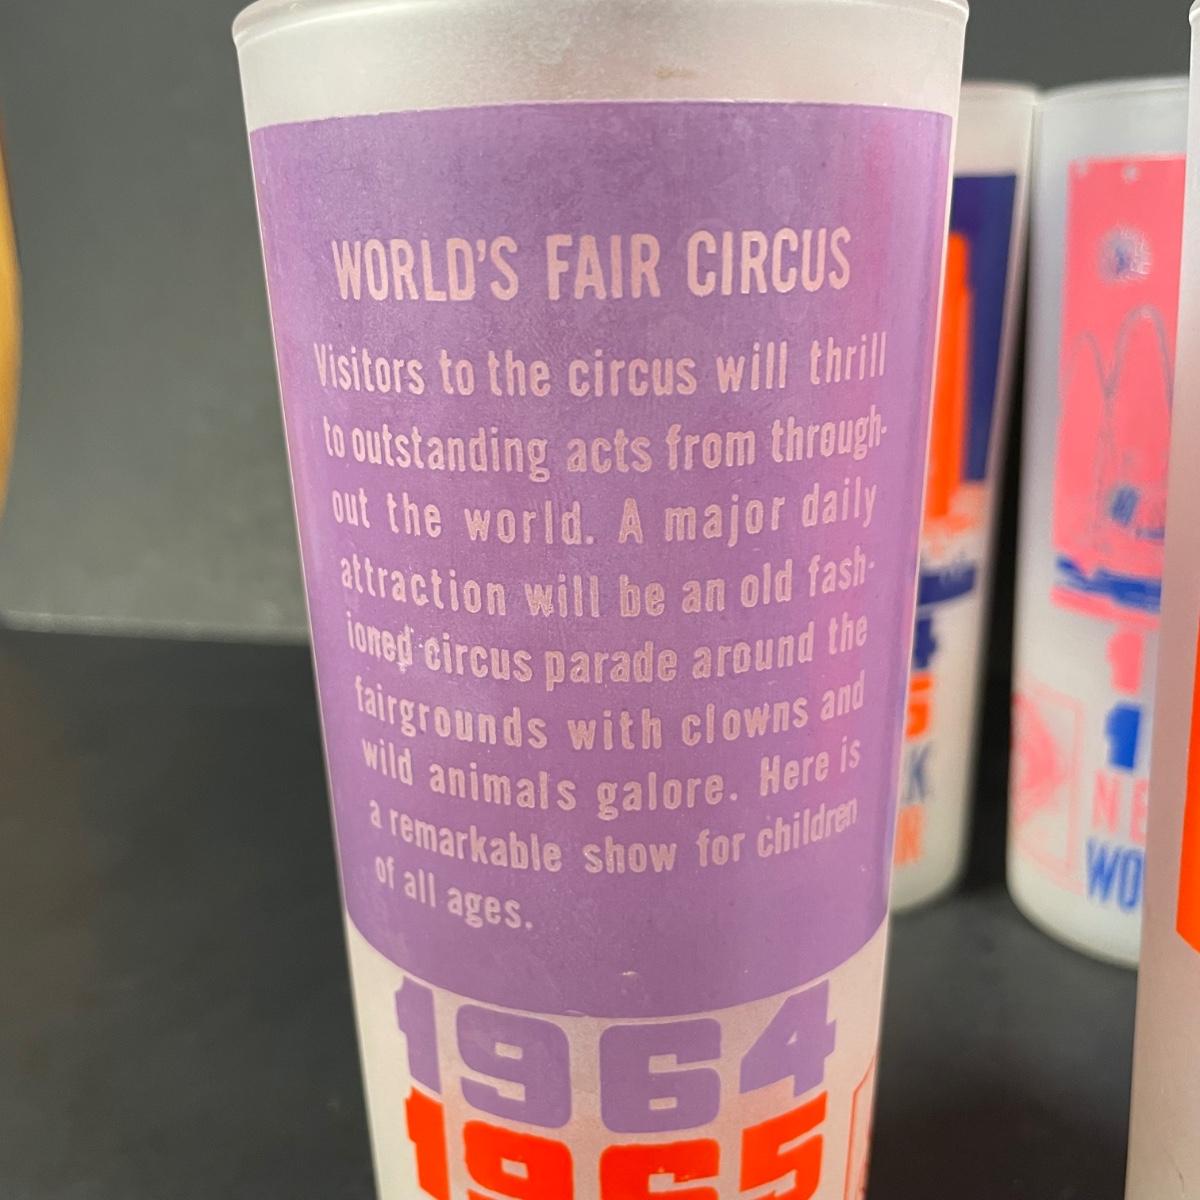 WORLD'S FAIR CIRCUS
Visitors to the circus will thrill
to outstanding acts from through-
out the world. A major daily
attraction will be an old fash-
ioned circus parade around the
fairgrounds with clowns and
wild animals galore. Here is
a remarkable show for children
of all ages.
1964
1965